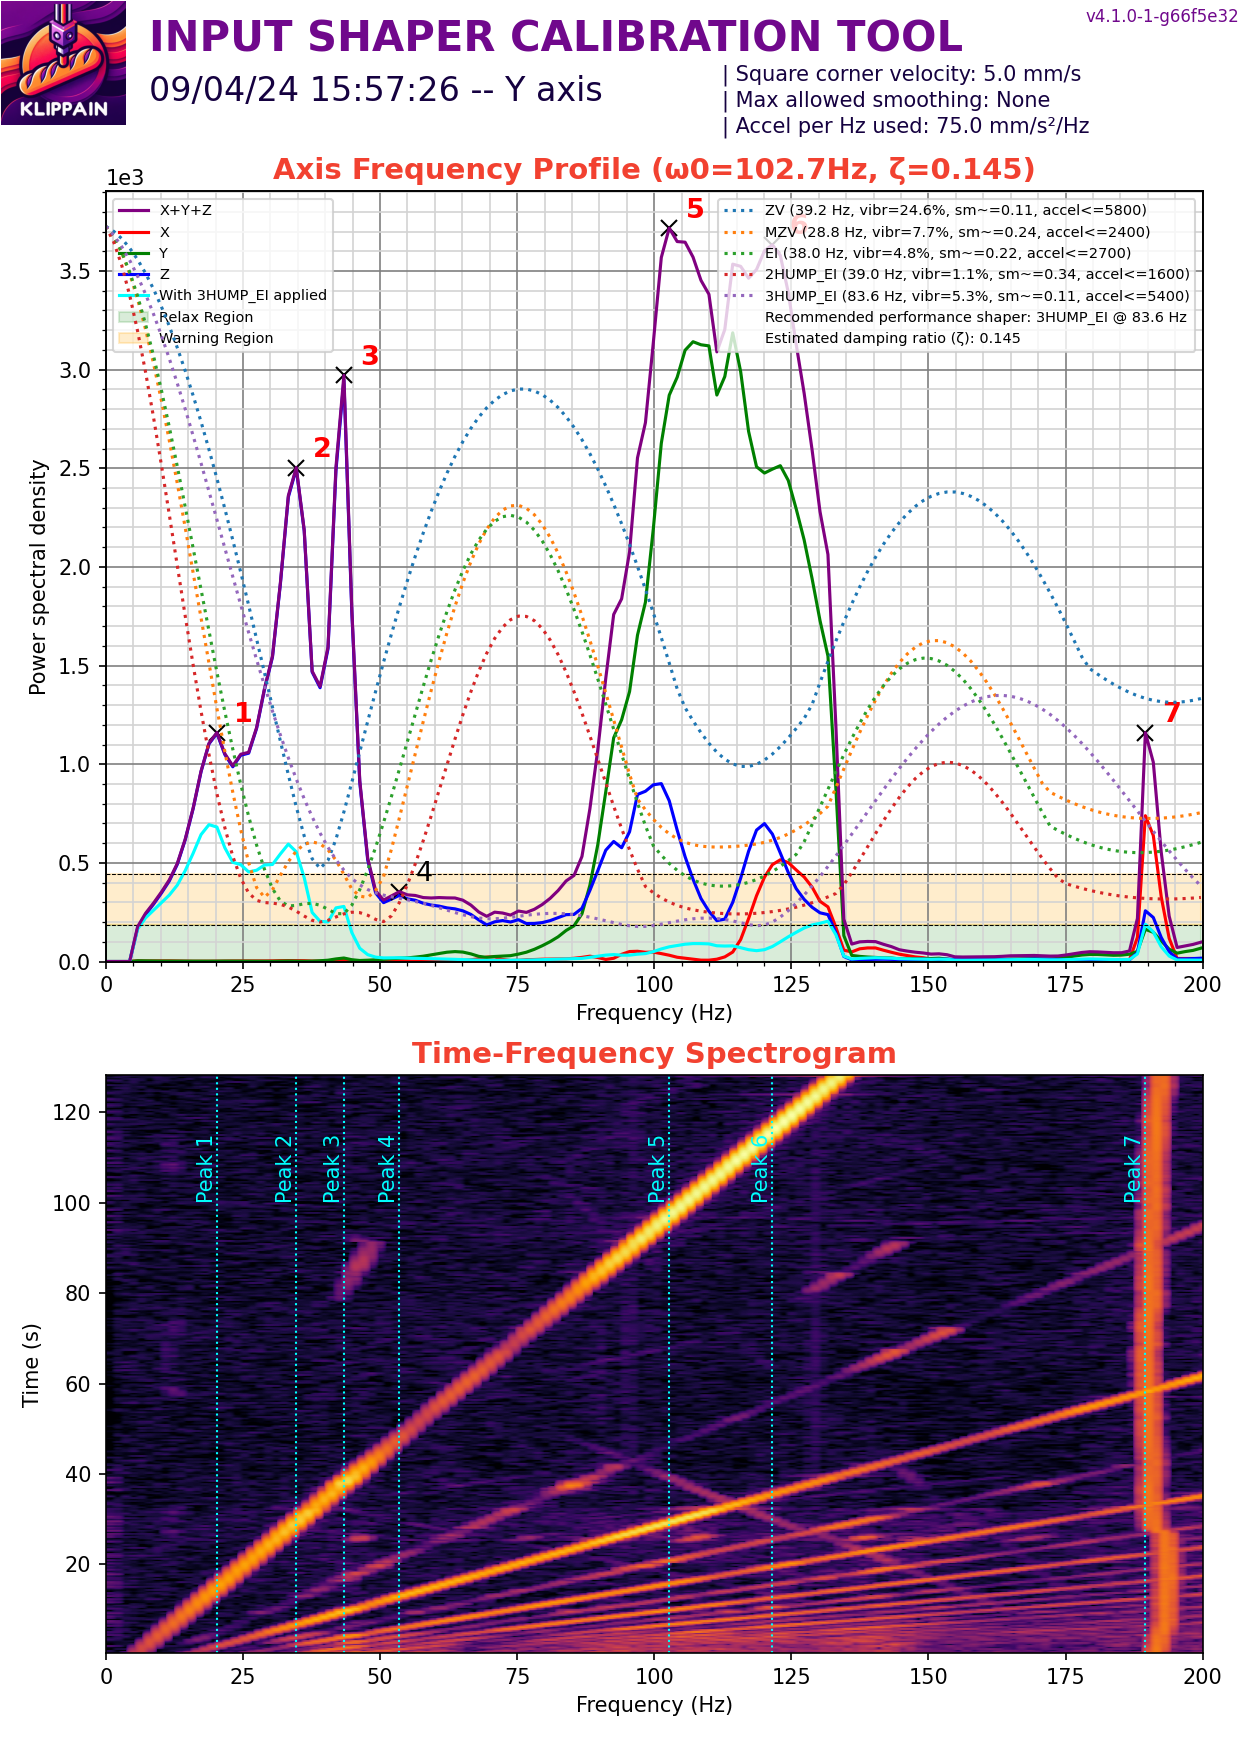 v4.1.0-1-g66f5e32
INPUT SHAPER CALIBRATION TOOL
KLIPPAIN
09/04/24 15:57:26 -- Y axis
| Square corner velocity: 5.0 mm/s
| Max allowed smoothing: None
| Accel per Hz used: 75.0 mm/s²/Hz
Axis Frequency Profile (ω0=102.7Hz, ζ=0.145)
1e3
X+Y+Z
X
Y
Z
With 3HUMP_EI applied
Relax Region
Warning Region
ZV (39.2 Hz, vibr=24.6%, sm~=0.11, accel<=5800)
MZV (28.8 Hz, vibr=7.7%, sm~=0.24, accel<=2400)
EI (38.0 Hz, vibr=4.8%, sm~=0.22, accel<=2700)
2HUMP_EI (39.0 Hz, vibr=1.1%, sm~=0.34, accel<=1600)
3HUMP_EI (83.6 Hz, vibr=5.3%, sm~=0.11, accel<=5400)
Recommended performance shaper: 3HUMP_EI @ 83.6 Hz
Estimated damping ratio (ζ): 0.145
1
2
3
4
5
6
7
Power spectral density
3.5
3.0
2.5
2.0
1.5
1.0
0.5
0.0
0 25 50 75 100 125 150 175 200
Frequency (Hz)
Time-Frequency Spectrogram
Peak 1
Peak 2
Peak 3
Peak 4
Peak 5
Peak 6
Peak 7
Time (s)
120
100
80
60
40
20
0 25 50 75 100 125 150 175 200
Frequency (Hz)